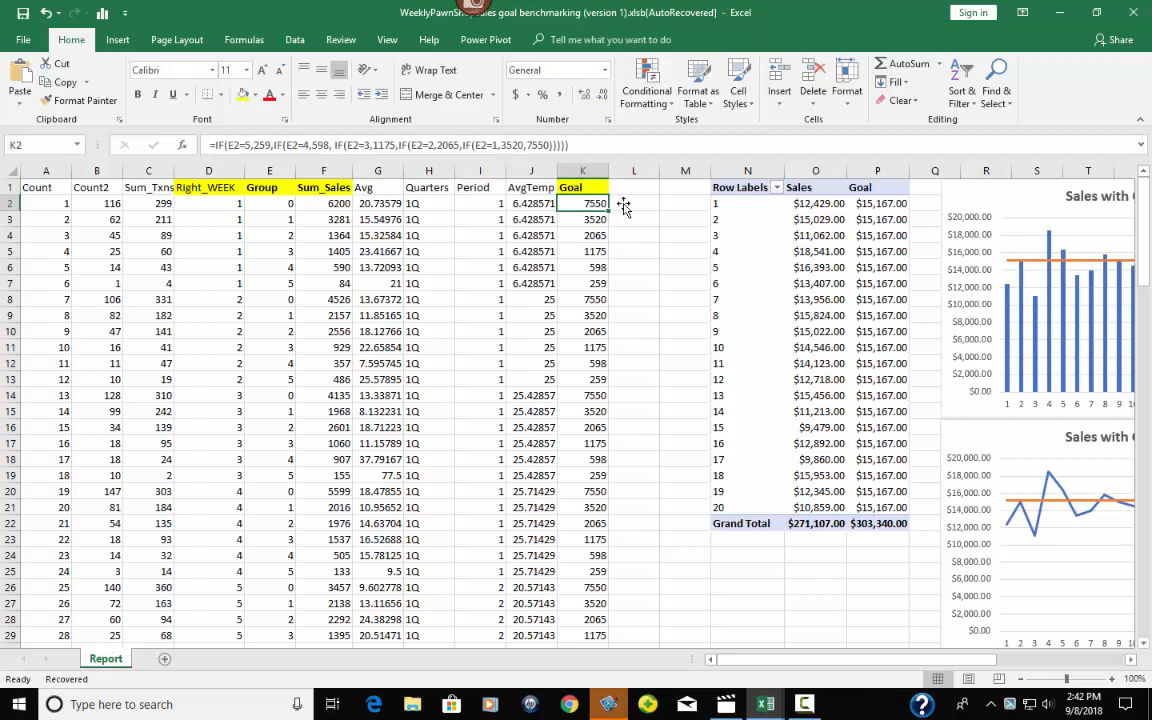 WeeklyPawnShopSales goal benchmarking (version 1).xlsb[AutoRecovered] - Excel
Sign in
File Home Insert Page Layout Formulas Data Review View Help Power Pivot Tell me what you want to do Share
Cut
Copy
Format Painter
Paste
Clipboard
Calibri 11
B I U
Font
Wrap Text
Merge & Center
Alignment
General
$ % ,
Number
Conditional Formatting
Format as Table
Cell Styles
Styles
Insert Delete Format
Cells
AutoSum
Fill
Clear
Sort & Filter
Find & Select
Editing
K2 fx =IF(E2=5,259,IF(E2=4,598, IF(E2=3,1175,IF(E2=2,2065,IF(E2=1,3520,7550)))))
A B C D E F G H I J K L M N O P Q R S T
1 Count Count2 Sum_Txns Right_WEEK Group Sum_Sales Avg Quarters Period AvgTemp Goal Row Labels Sales Goal
2 1 116 299 1 0 6200 20.73579 1Q 1 6.428571 7550 1 $12,429.00 $15,167.00
3 2 62 211 1 1 3281 15.54976 1Q 1 6.428571 3520 2 $15,029.00 $15,167.00
4 3 45 89 1 2 1364 15.32584 1Q 1 6.428571 2065 3 $11,062.00 $15,167.00
5 4 25 60 1 3 1405 23.41667 1Q 1 6.428571 1175 4 $18,541.00 $15,167.00
6 5 14 43 1 4 590 13.72093 1Q 1 6.428571 598 5 $16,393.00 $15,167.00
7 6 1 4 1 5 84 21 1Q 1 6.428571 259 6 $13,407.00 $15,167.00
8 7 106 331 2 0 4526 13.67372 1Q 1 25 7550 7 $13,956.00 $15,167.00
9 8 82 182 2 1 2157 11.85165 1Q 1 25 3520 8 $15,824.00 $15,167.00
10 9 47 141 2 2 2556 18.12766 1Q 1 25 2065 9 $15,022.00 $15,167.00
11 10 16 41 2 3 929 22.65854 1Q 1 25 1175 10 $14,546.00 $15,167.00
12 11 11 47 2 4 357 7.595745 1Q 1 25 598 11 $14,123.00 $15,167.00
13 12 10 19 2 5 486 25.57895 1Q 1 25 259 12 $12,718.00 $15,167.00
14 13 128 310 3 0 4135 13.33871 1Q 1 25.42857 7550 13 $15,456.00 $15,167.00
15 14 99 242 3 1 1968 8.132231 1Q 1 25.42857 3520 14 $11,213.00 $15,167.00
16 15 34 139 3 2 2601 18.71223 1Q 1 25.42857 2065 15 $9,479.00 $15,167.00
17 16 18 95 3 3 1060 11.15789 1Q 1 25.42857 1175 16 $12,892.00 $15,167.00
18 17 18 24 3 4 907 37.79167 1Q 1 25.42857 598 17 $9,860.00 $15,167.00
19 18 10 2 3 5 155 77.5 1Q 1 25.42857 259 18 $15,953.00 $15,167.00
20 19 147 303 4 0 5599 18.47855 1Q 1 25.71429 7550 19 $12,345.00 $15,167.00
21 20 81 184 4 1 2016 10.95652 1Q 1 25.71429 3520 20 $10,859.00 $15,167.00
22 21 54 135 4 2 1976 14.63704 1Q 1 25.71429 2065 Grand Total $271,107.00 $303,340.00
23 22 18 93 4 3 1537 16.52688 1Q 1 25.71429 1175
24 23 14 32 4 4 505 15.78125 1Q 1 25.71429 598
25 24 3 14 4 5 133 9.5 1Q 1 25.71429 259
26 25 140 360 5 0 3457 9.602778 1Q 2 20.57143 7550
27 26 72 163 5 1 2138 13.11656 1Q 2 20.57143 3520
28 27 60 94 5 2 2292 24.38298 1Q 2 20.57143 2065
29 28 25 68 5 3 1395 20.51471 1Q 2 20.57143 1175
Sales with
$20,000.00
$18,000.00
$16,000.00
$14,000.00
$12,000.00
$10,000.00
$8,000.00
$6,000.00
$4,000.00
$2,000.00
$0.00
1 2 3 4 5 6 7 8 9
Sales with
$20,000.00
$18,000.00
$16,000.00
$14,000.00
$12,000.00
$10,000.00
$8,000.00
$6,000.00
$4,000.00
$2,000.00
$0.00
1 2 3 4 5 6 7 8 9
Report
Ready Recovered 100%
Type here to search
2:42 PM
9/8/2018